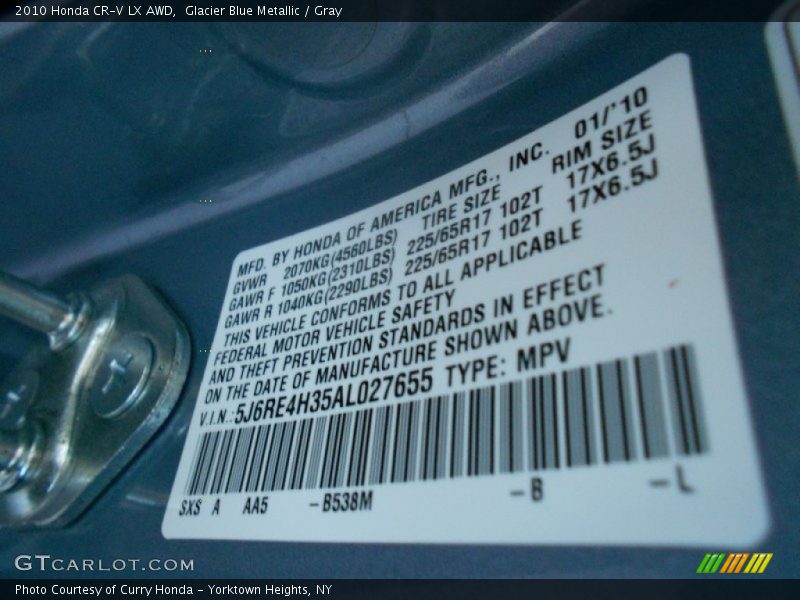 2010 Honda CR-V LX AWD,  Glacier Blue Metallic / Gray
MFD. BY HONDA OF AMERICA MFG., INC. 01/'10
GVWR 2070KG(4560LBS) TIRE SIZE RIM SIZE
GAWR F 1050KG(2310LBS) 225/65R17 102T 17X6.5J
GAWR R 1040KG(2290LBS) 225/65R17 102T 17X6.5J
THIS VEHICLE CONFORMS TO ALL APPLICABLE
FEDERAL MOTOR VEHICLE SAFETY
AND THEFT PREVENTION STANDARDS IN EFFECT
ON THE DATE OF MANUFACTURE SHOWN ABOVE.
V.I.N.:5J6RE4H35AL027655 TYPE: MPV
SXS A AA5 -B538M -B -L
GTCARLOT.COM
Photo Courtesy of Curry Honda - Yorktown Heights, NY